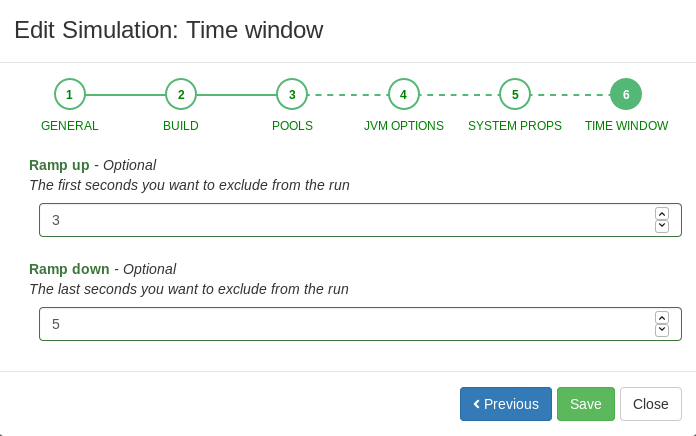 Edit Simulation: Time window
1 2 3 4 5 6
GENERAL BUILD POOLS JVM OPTIONS SYSTEM PROPS TIME WINDOW
Ramp up - Optional
The first seconds you want to exclude from the run
3
Ramp down - Optional
The last seconds you want to exclude from the run
5
Previous Save Close